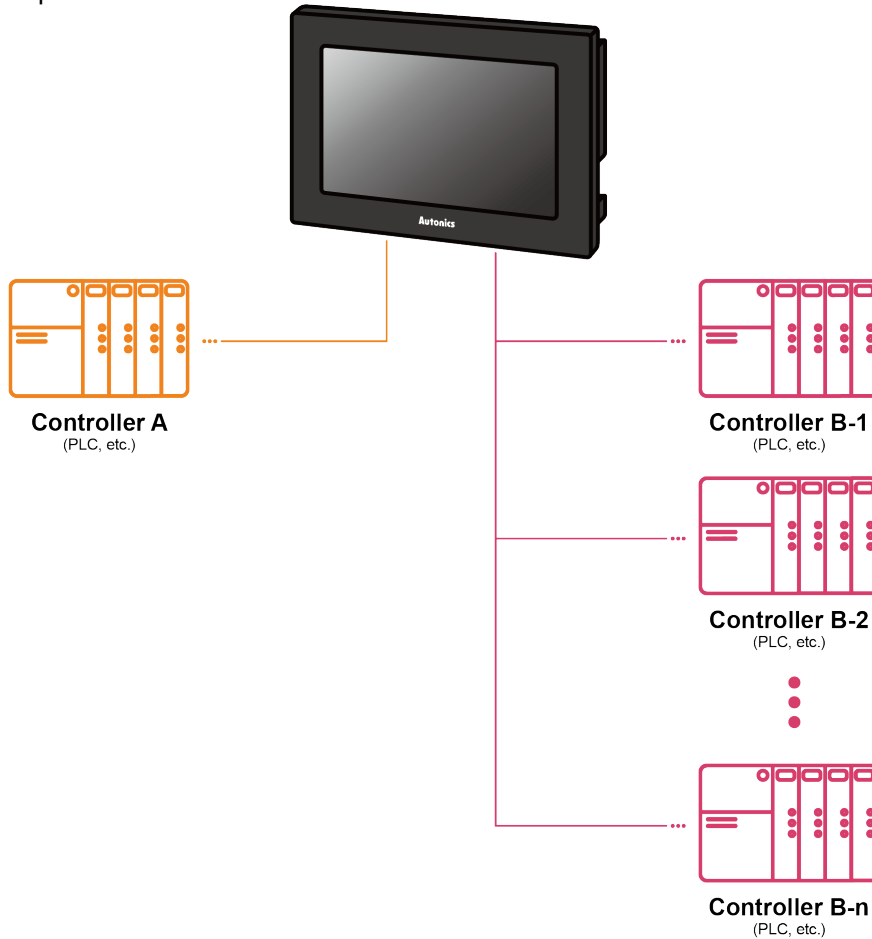 Autonics
Controller A
(PLC, etc.)
Controller B-1
(PLC, etc.)
Controller B-2
(PLC, etc.)
Controller B-n
(PLC, etc.)